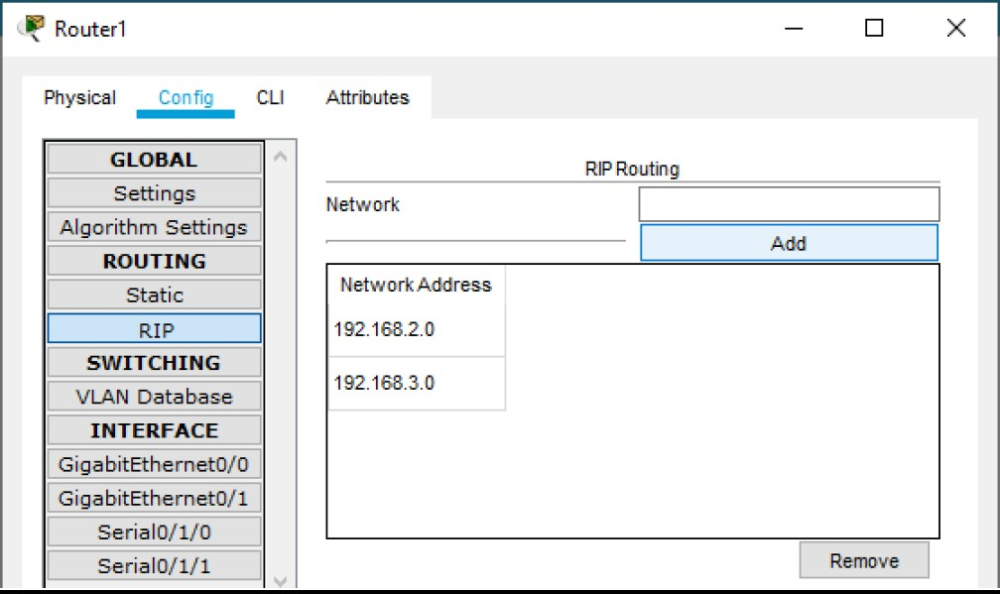 Router1
Physical Config CLI Attributes
GLOBAL
Settings
Algorithm Settings
ROUTING
Static
RIP
SWITCHING
VLAN Database
INTERFACE
GigabitEthernet0/0
GigabitEthernet0/1
Serial0/1/0
Serial0/1/1
RIP Routing
Network
Add
Network Address
192.168.2.0
192.168.3.0
Remove